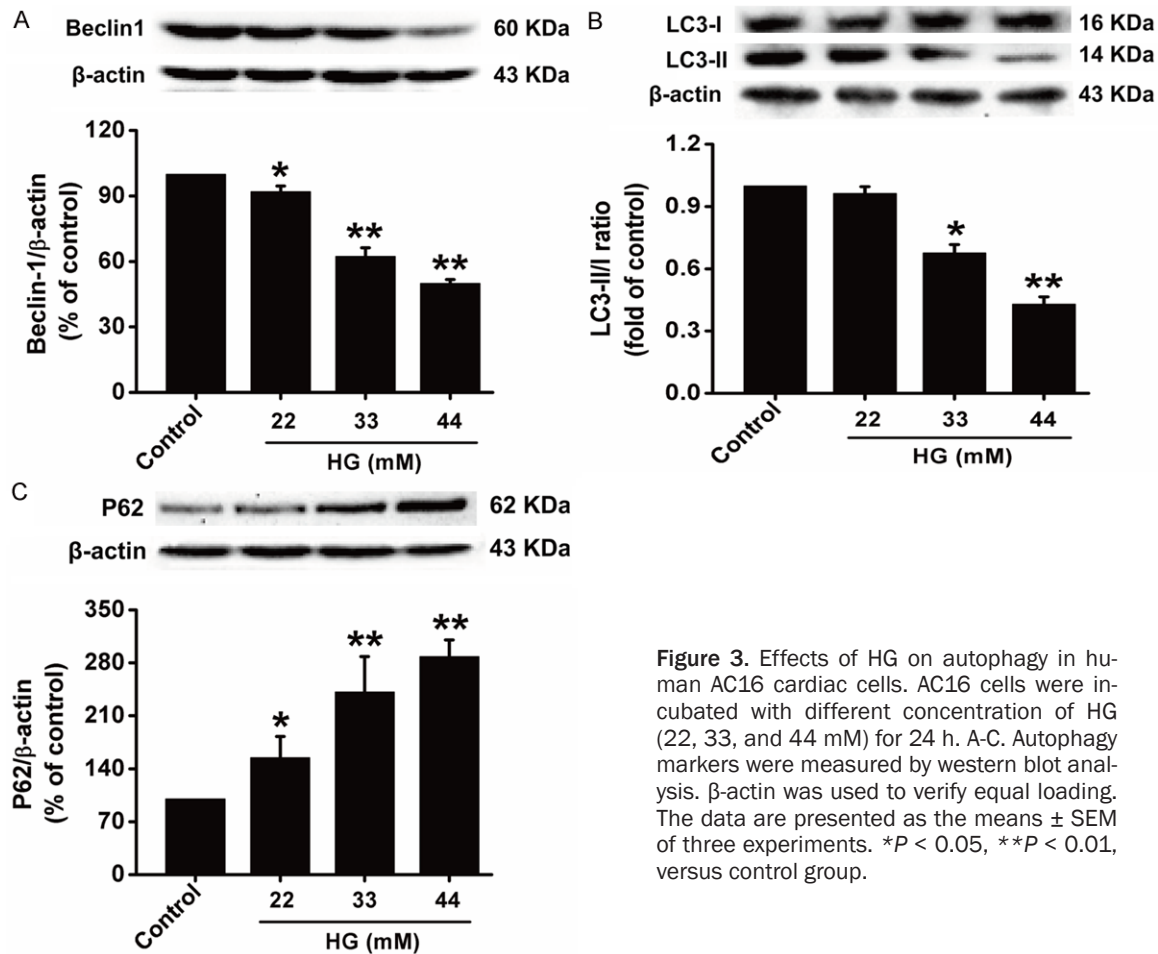 A
Beclin1
60 KDa
β-actin
43 KDa
120
90
60
30
0
Beclin-1/β-actin
(% of control)
*
**
**
Control
22
33
44
HG (mM)
B
LC3-I
16 KDa
LC3-II
14 KDa
β-actin
43 KDa
1.2
0.9
0.6
0.3
0.0
LC3-II/I ratio
(fold of control)
*
**
Control
22
33
44
HG (mM)
C
P62
62 KDa
β-actin
43 KDa
350
280
210
140
70
0
P62/β-actin
(% of control)
*
**
**
Control
22
33
44
HG (mM)
Figure 3. Effects of HG on autophagy in hu-
man AC16 cardiac cells. AC16 cells were in-
cubated with different concentration of HG
(22, 33, and 44 mM) for 24 h. A-C. Autophagy
markers were measured by western blot anal-
ysis. β-actin was used to verify equal loading.
The data are presented as the means ± SEM
of three experiments. *P < 0.05, **P < 0.01,
versus control group.